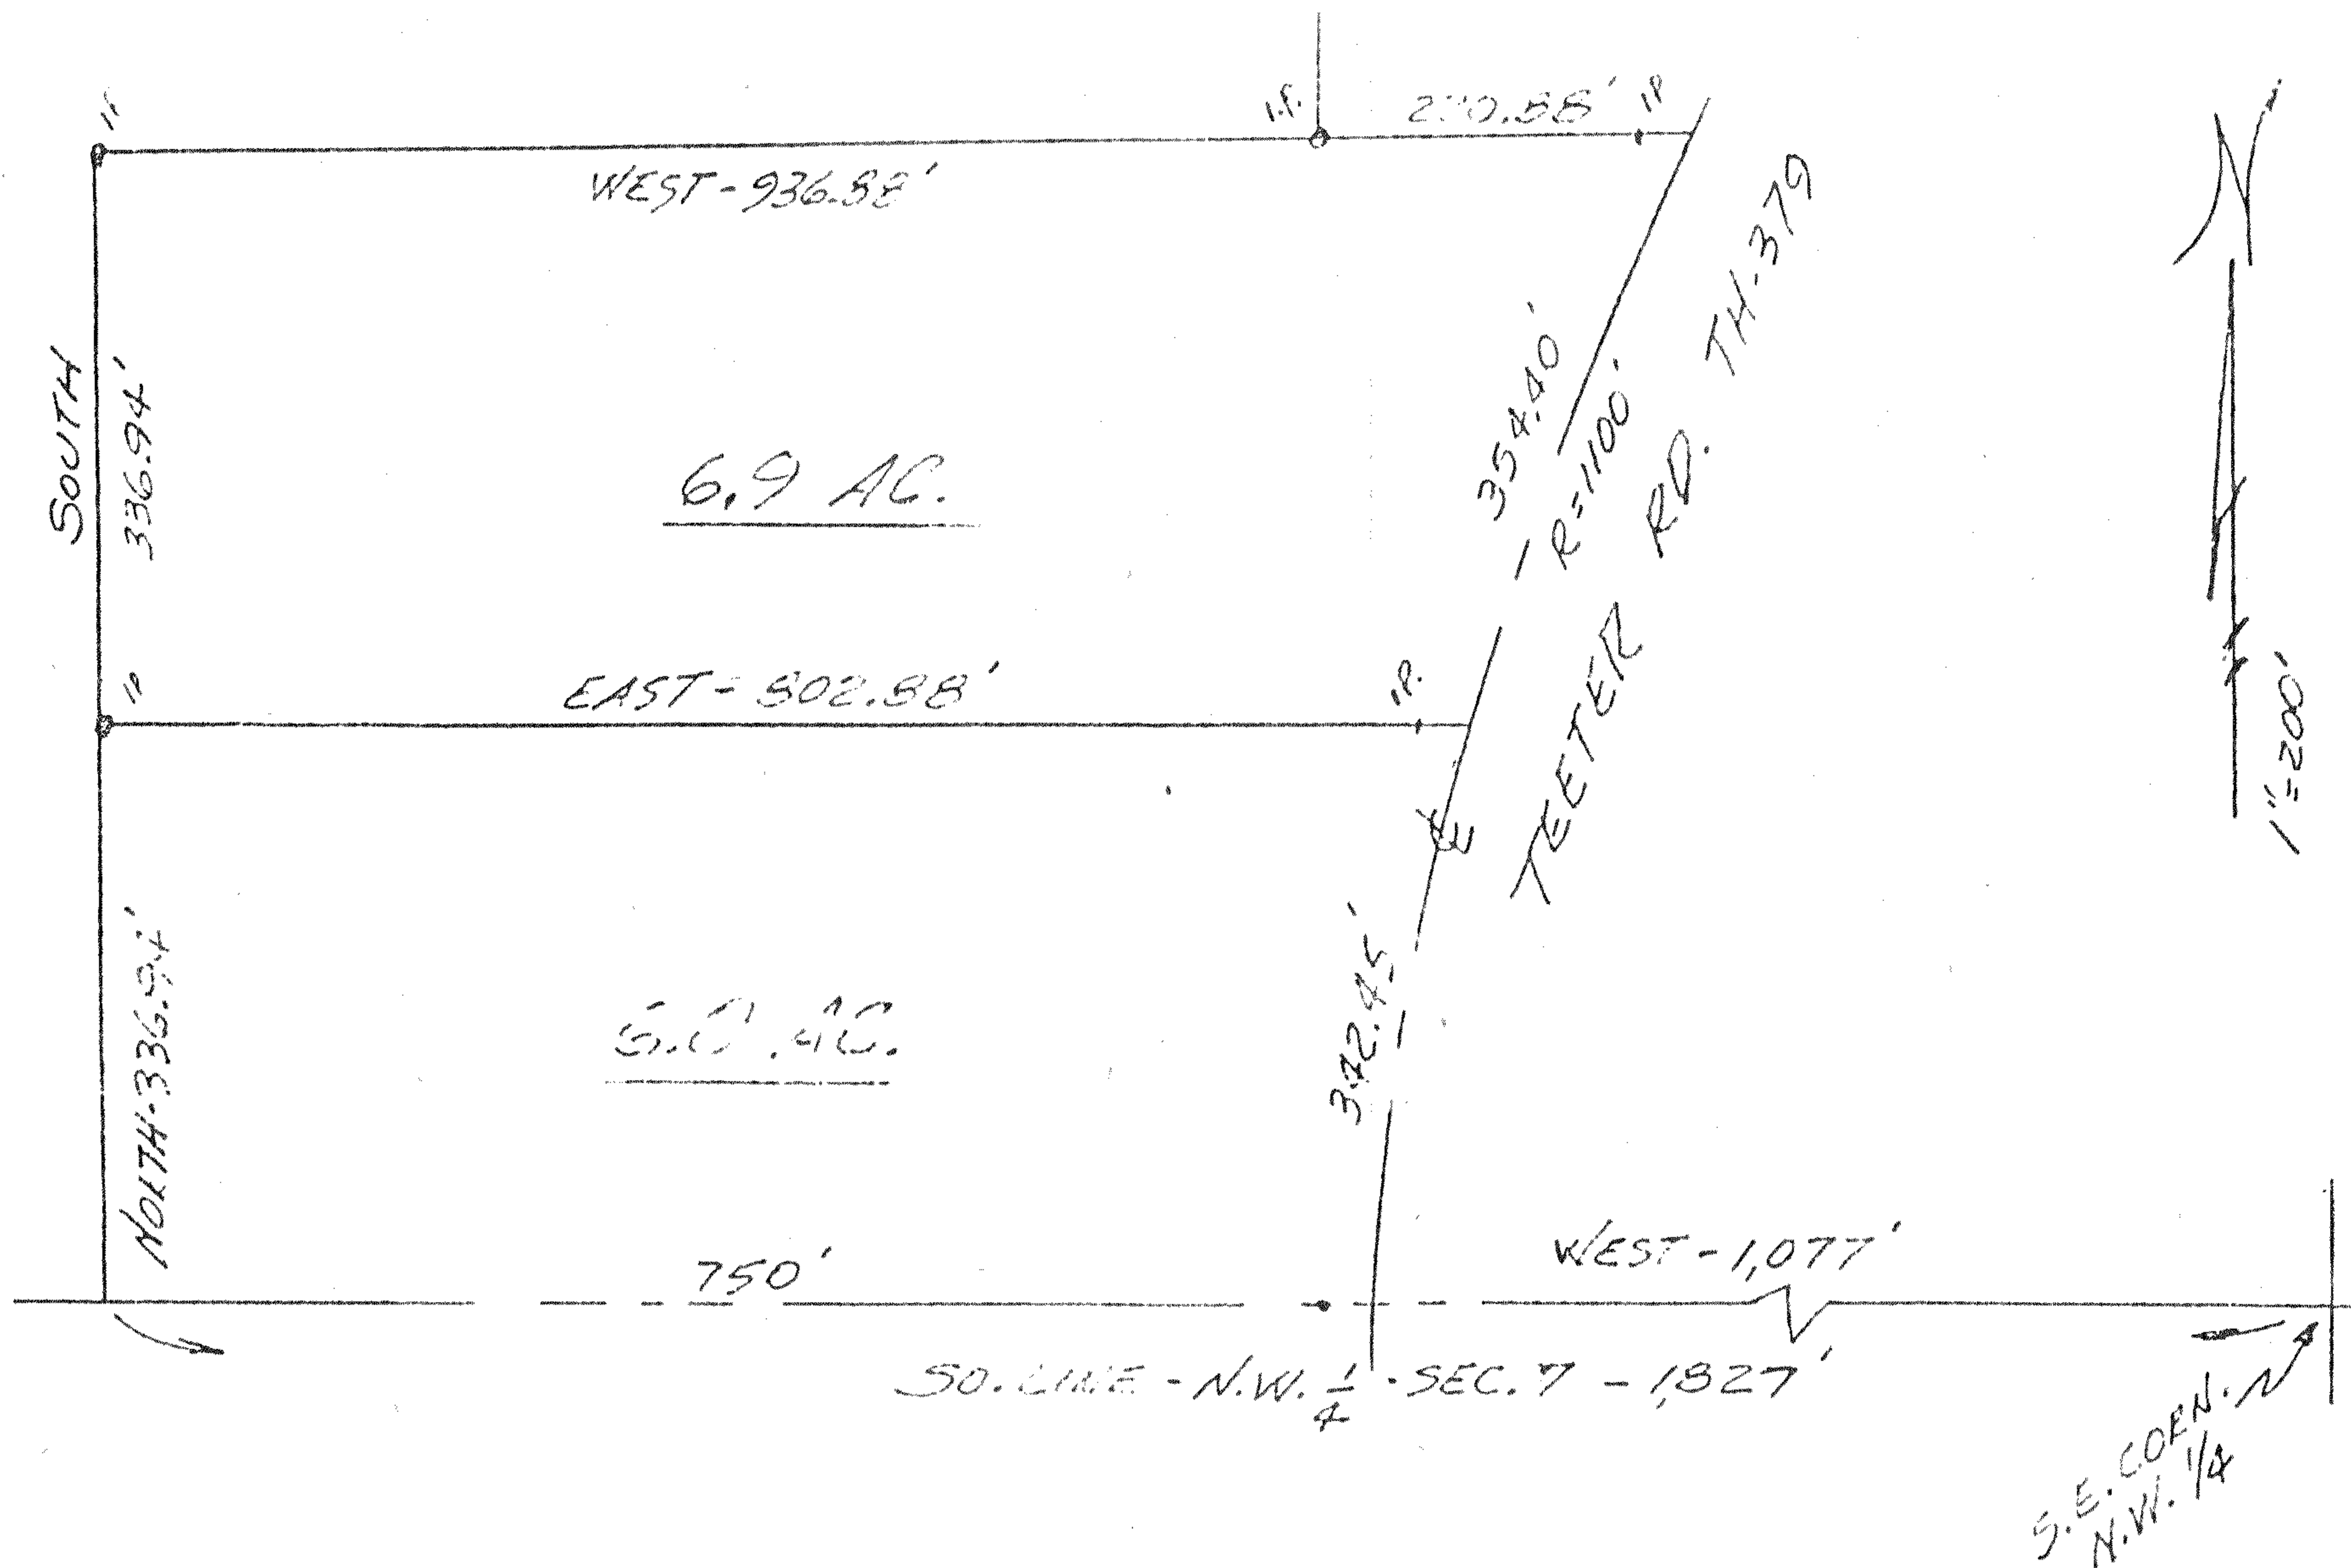 I.P.
I.P.
I.P.
WEST - 936.88'
SOUTH
336.94'
6.9 AC.
354.40'
R=1100'
TEETER RD. TH-379
N
1"=200'
I.P.
EAST - 802.88'
I.P.
℄
342.45'
NORTH - 336.94'
5.0 AC.
750'
WEST - 1,077'
SO. LINE - N.W. 1/4 - SEC. 7 - 1,827'
S.E. CORN.
N.W. 1/4